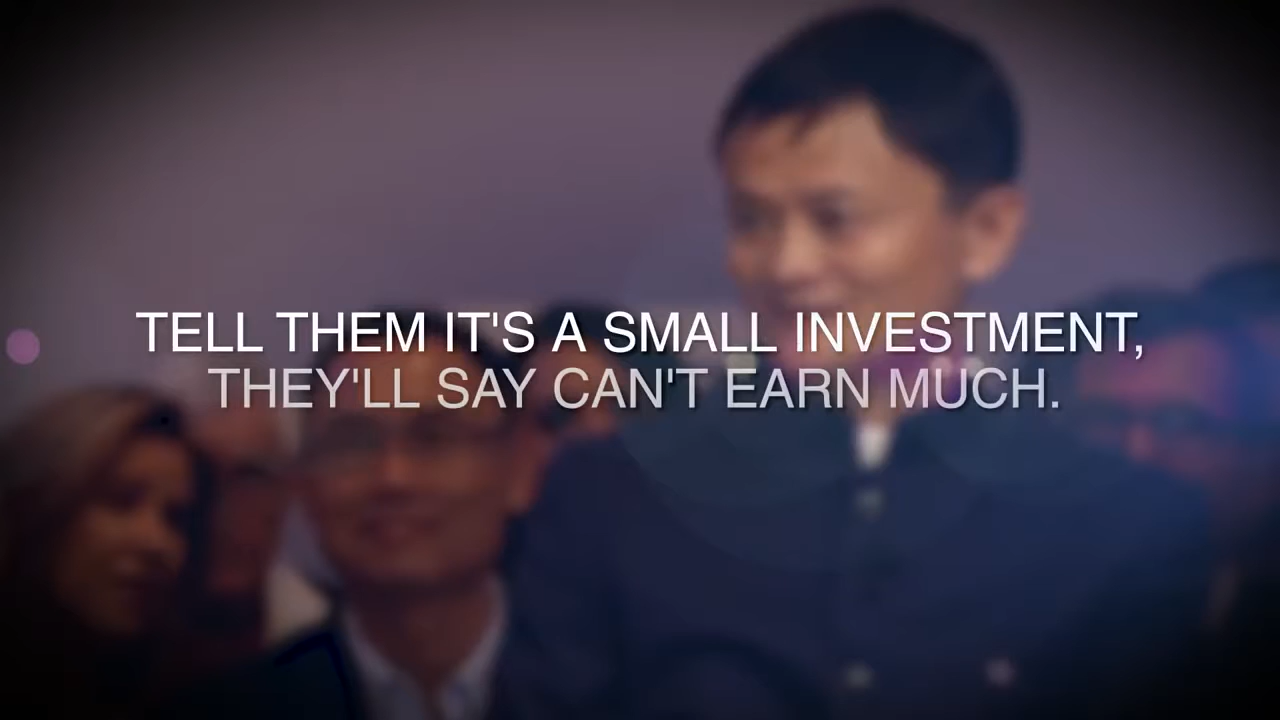 TELL THEM IT'S A SMALL INVESTMENT,
THEY'LL SAY CAN'T EARN MUCH.